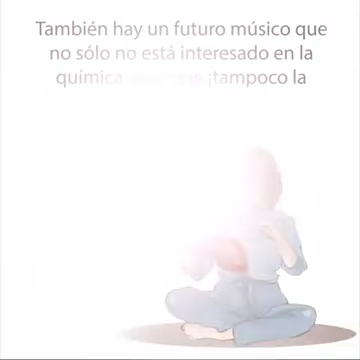 También hay un futuro músico que
no sólo no está interesado en la
química ¡tampoco la